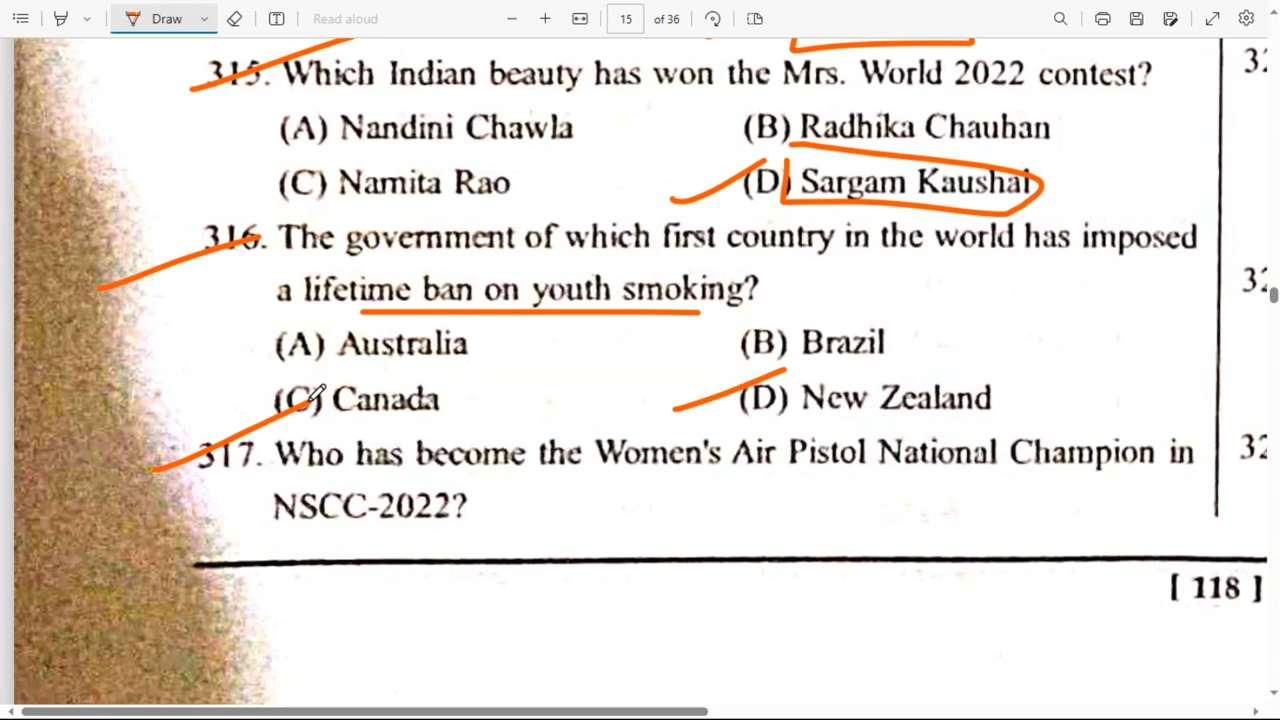 Draw
Read aloud
15 of 36
315. Which Indian beauty has won the Mrs. World 2022 contest?
(A) Nandini Chawla (B) Radhika Chauhan
(C) Namita Rao (D) Sargam Kaushal
316. The government of which first country in the world has imposed
a lifetime ban on youth smoking?
(A) Australia (B) Brazil
(C) Canada (D) New Zealand
317. Who has become the Women's Air Pistol National Champion in
NSCC-2022?
[ 118 ]